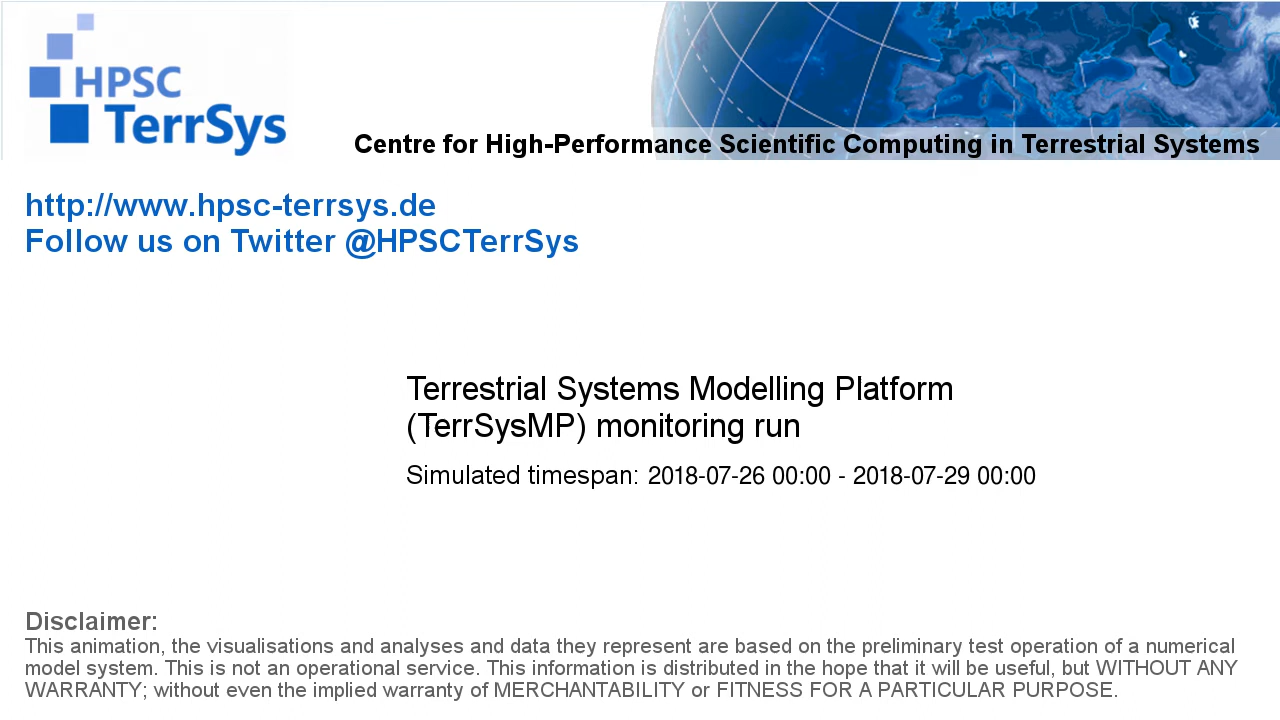 HPSC
TerrSys
Centre for High-Performance Scientific Computing in Terrestrial Systems
http://www.hpsc-terrsys.de
Follow us on Twitter @HPSCTerrSys
Terrestrial Systems Modelling Platform
(TerrSysMP) monitoring run
Simulated timespan: 2018-07-26 00:00 - 2018-07-29 00:00
Disclaimer:
This animation, the visualisations and analyses and data they represent are based on the preliminary test operation of a numerical
model system. This is not an operational service. This information is distributed in the hope that it will be useful, but WITHOUT ANY
WARRANTY; without even the implied warranty of MERCHANTABILITY or FITNESS FOR A PARTICULAR PURPOSE.